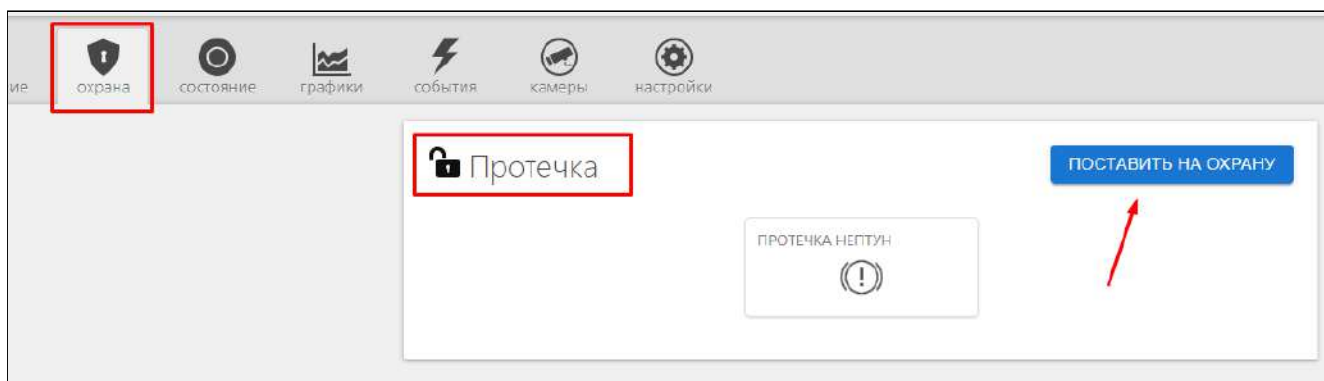 ие охрана состояние графики события камеры настройки
Протечка
ПОСТАВИТЬ НА ОХРАНУ
ПРОТЕЧКА НЕПТУН